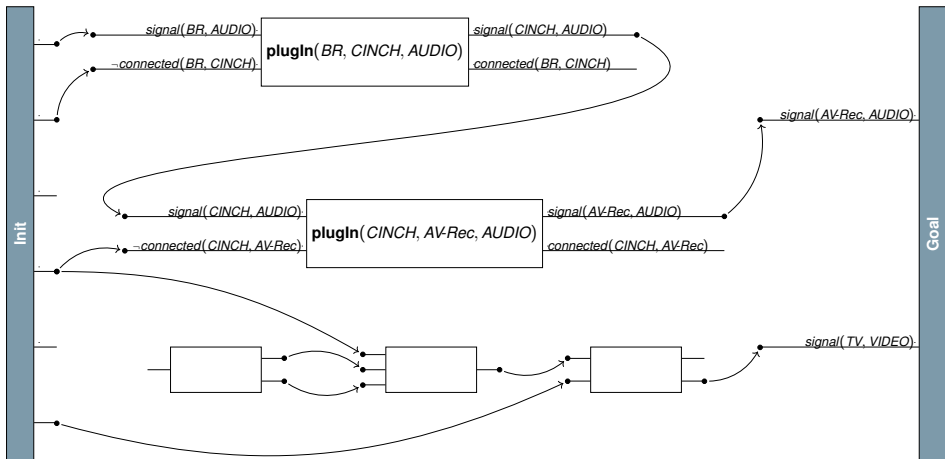 signal(BR, AUDIO)
plugIn(BR, CINCH, AUDIO)
signal(CINCH, AUDIO)
¬connected(BR, CINCH)
connected(BR, CINCH)
signal(AV-Rec, AUDIO)
signal(CINCH, AUDIO)
plugIn(CINCH, AV-Rec, AUDIO)
signal(AV-Rec, AUDIO)
¬connected(CINCH, AV-Rec)
connected(CINCH, AV-Rec)
Init
Goal
signal(TV, VIDEO)